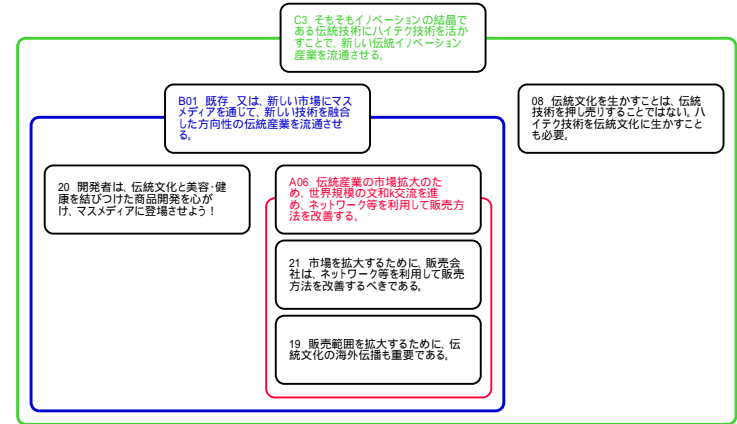 C3 そもそもイノベーションの結晶で
ある伝統技術にハイテク技術を活か
すことで、新しい伝統イノベーション
産業を流通させる。
B01 既存 又は、新しい市場にマス
メディアを通じて、新しい技術を融合
した方向性の伝統産業を流通させ
る。
08 伝統文化を生かすことは、伝統
技術を押し売りすることではない。ハ
イテク技術を伝統文化に生かすこと
も必要。
20 開発者は、伝統文化と美容・健
康を結びつけた商品開発を心が
け、マスメディアに登場させよう！
A06 伝統産業の市場拡大のた
め、世界規模の文和k交流を進
め、ネットワーク等を利用して販売方
法を改善する。
21 市場を拡大するために、販売会
社は、ネットワーク等を利用して販売
方法を改善するべきである。
19 販売範囲を拡大するために、伝
統文化の海外伝播も重要である。